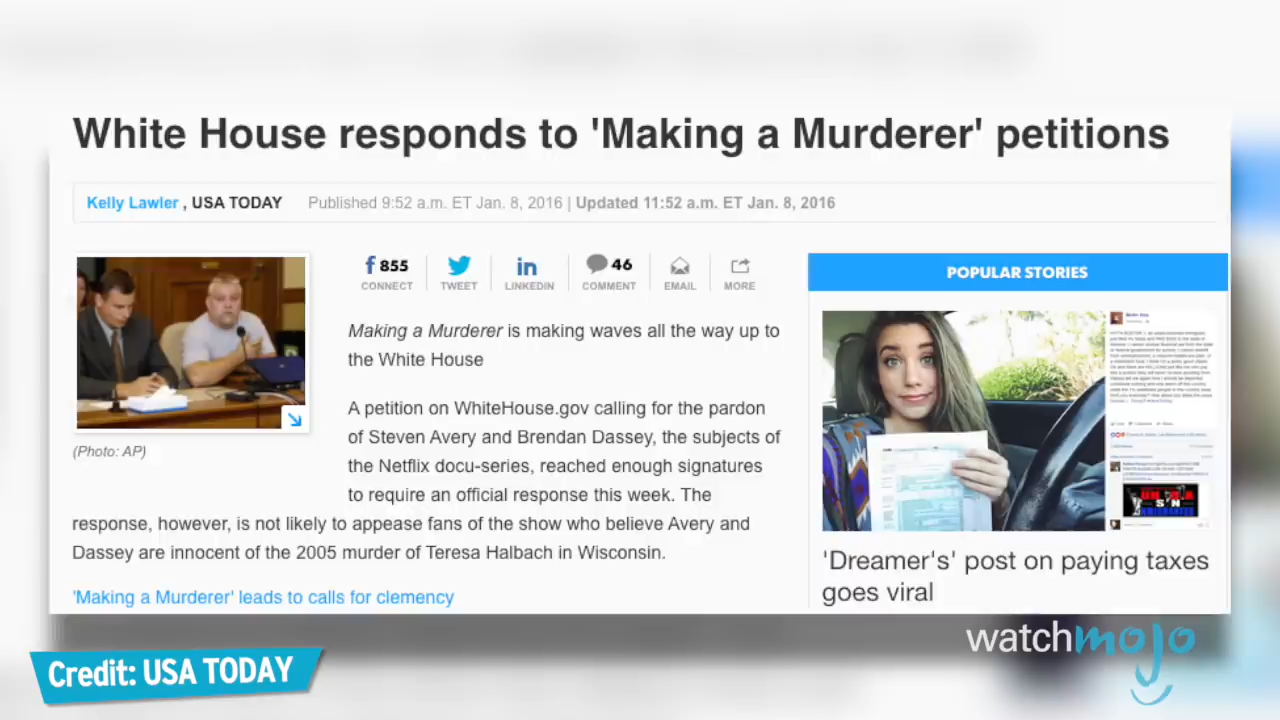 White House responds to 'Making a Murderer' petitions
Kelly Lawler , USA TODAY Published 9:52 a.m. ET Jan. 8, 2016 | Updated 11:52 a.m. ET Jan. 8, 2016
855
CONNECT
TWEET
LINKEDIN
46
COMMENT
EMAIL
MORE
(Photo: AP)
Making a Murderer is making waves all the way up to
the White House.
A petition on WhiteHouse.gov calling for the pardon
of Steven Avery and Brendan Dassey, the subjects of
the Netflix docu-series, reached enough signatures
to require an official response this week. The
response, however, is not likely to appease fans of the show who believe Avery and
Dassey are innocent of the 2005 murder of Teresa Halbach in Wisconsin.
'Making a Murderer' leads to calls for clemency
POPULAR STORIES
'Dreamer's' post on paying taxes
goes viral
watchmojo
Credit: USA TODAY